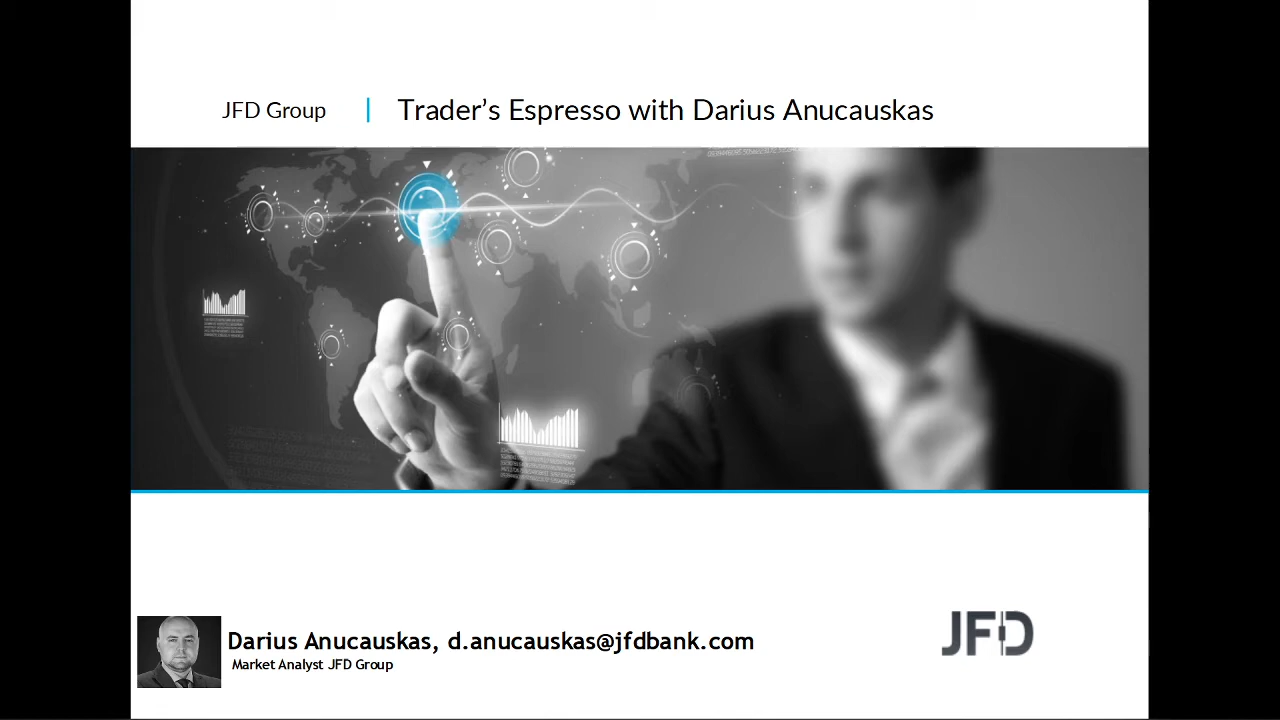 JFD Group
Trader’s Espresso with Darius Anucauskas
Darius Anucauskas, d.anucauskas@jfdbank.com
Market Analyst JFD Group
JFD